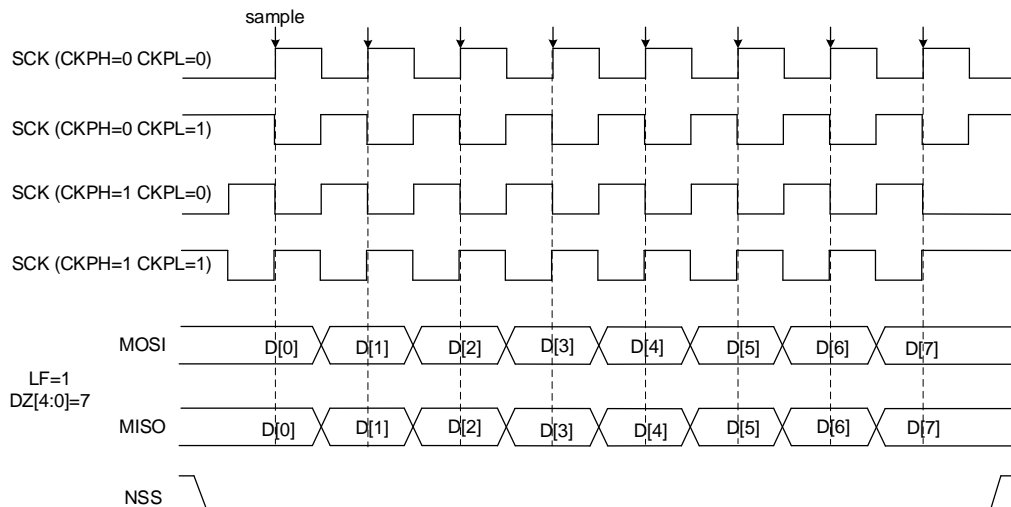 sample
SCK (CKPH=0 CKPL=0)
SCK (CKPH=0 CKPL=1)
SCK (CKPH=1 CKPL=0)
SCK (CKPH=1 CKPL=1)
MOSI D[0] D[1] D[2] D[3] D[4] D[5] D[6] D[7]
LF=1
DZ[4:0]=7
MISO D[0] D[1] D[2] D[3] D[4] D[5] D[6] D[7]
NSS